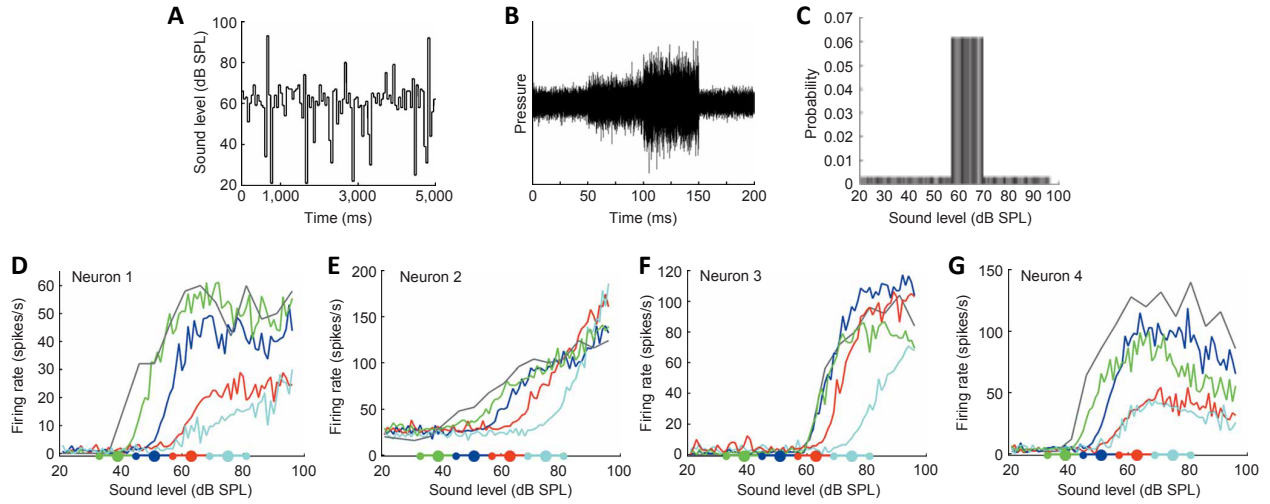 A
Sound level (dB SPL)
100
80
60
40
20
0
1,000
3,000
5,000
Time (ms)
B
Pressure
0
50
100
150
200
Time (ms)
C
Probability
0.07
0.06
0.05
0.04
0.03
0.02
0.01
0
20
30
40
50
60
70
80
90
100
Sound level (dB SPL)
D
Neuron 1
Firing rate (spikes/s)
60
50
40
30
20
10
0
20
40
60
80
100
Sound level (dB SPL)
E
Neuron 2
Firing rate (spikes/s)
200
150
100
50
0
20
40
60
80
100
Sound level (dB SPL)
F
Neuron 3
Firing rate (spikes/s)
120
100
80
60
40
20
0
20
40
60
80
100
Sound level (dB SPL)
G
Neuron 4
Firing rate (spikes/s)
150
100
50
0
20
40
60
80
100
Sound level (dB SPL)